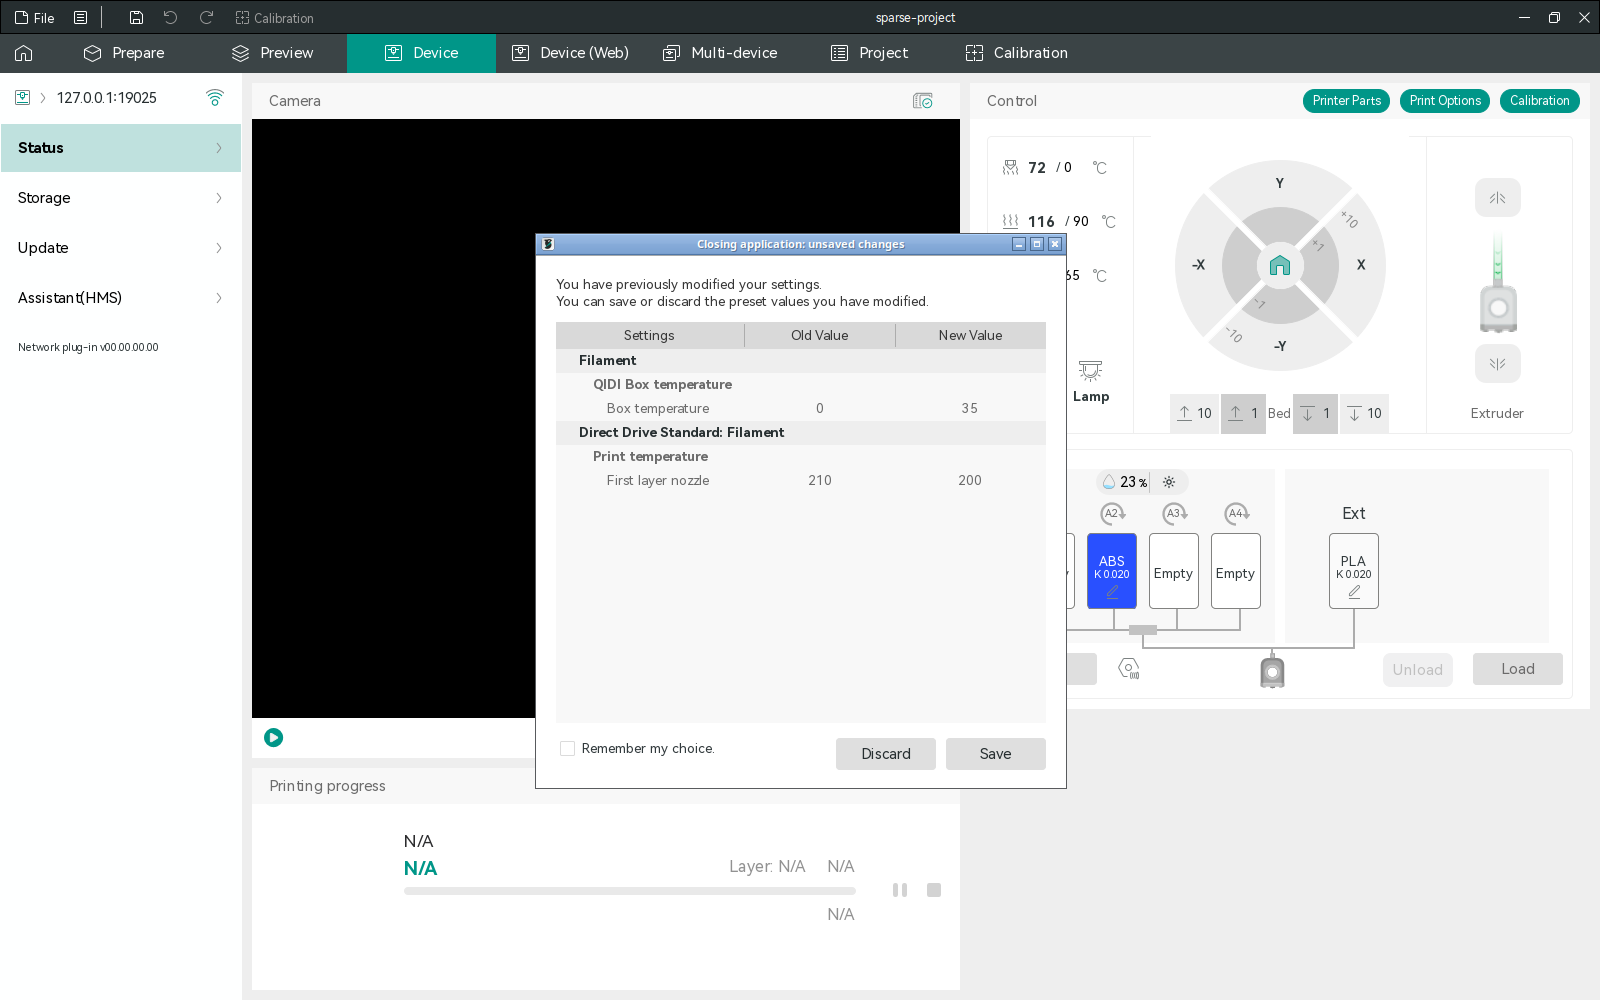 File
Calibration
sparse-project
Prepare
Preview
Device
Device (Web)
Multi-device
Project
Calibration
127.0.0.1:19025
Status
Storage
Update
Assistant(HMS)
Network plug-in v00.00.00.00
Camera
Control
Printer Parts
Print Options
Calibration
72 / 0 °C
116 / 90 °C
65 °C
Lamp
Y
+10
+1
-X
X
-1
-10
-Y
10
1
Bed
1
10
Extruder
Closing application: unsaved changes
You have previously modified your settings.
You can save or discard the preset values you have modified.
Settings Old Value New Value
Filament
QIDI Box temperature
Box temperature 0 35
Direct Drive Standard: Filament
Print temperature
First layer nozzle 210 200
Remember my choice.
Discard
Save
23 %
A2
A3
A4
ABS
K 0.020
Empty
Empty
Ext
PLA
K 0.020
Unload
Load
Printing progress
N/A
N/A
Layer: N/A
N/A
N/A